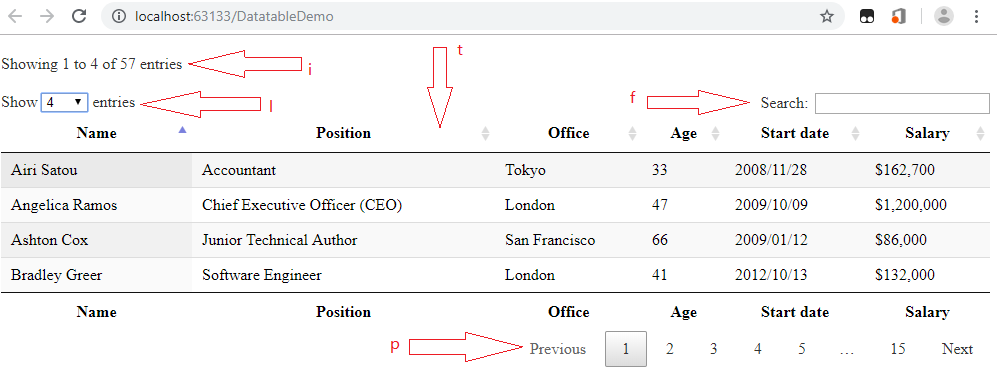 localhost:63133/DatatableDemo
t
Showing 1 to 4 of 57 entries i
Show 4 entries l f Search:
Name Position Office Age Start date Salary
Airi Satou Accountant Tokyo 33 2008/11/28 $162,700
Angelica Ramos Chief Executive Officer (CEO) London 47 2009/10/09 $1,200,000
Ashton Cox Junior Technical Author San Francisco 66 2009/01/12 $86,000
Bradley Greer Software Engineer London 41 2012/10/13 $132,000
Name Position Office Age Start date Salary
p Previous 1 2 3 4 5 … 15 Next